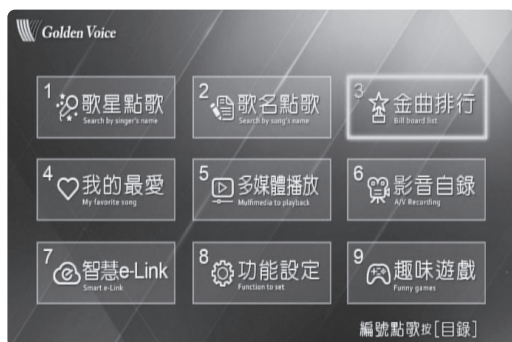 Golden Voice
1 歌星點歌
Search by singer's name
2 歌名點歌
Search by song's name
3 金曲排行
Bill board list
4 我的最愛
My favorite song
5 多媒體播放
Multimedia to playback
6 影音自錄
A/V Recording
7 智慧e-Link
Smart e-Link
8 功能設定
Function to set
9 趣味遊戲
Funny games
編號點歌按[目錄]